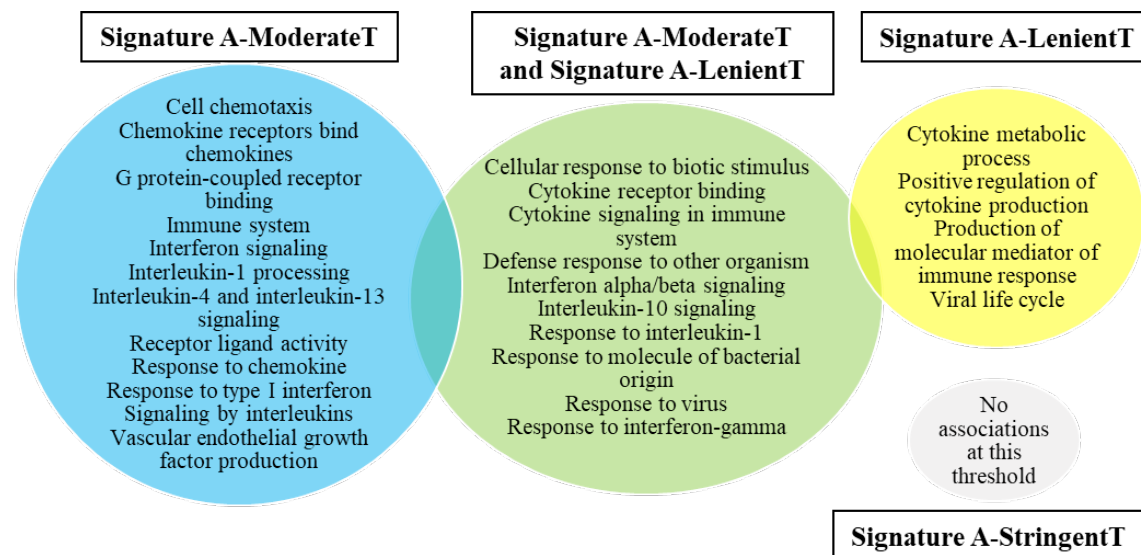 Signature A-ModerateT
Cell chemotaxis
Chemokine receptors bind
chemokines
G protein-coupled receptor
binding
Immune system
Interferon signaling
Interleukin-1 processing
Interleukin-4 and interleukin-13
signaling
Receptor ligand activity
Response to chemokine
Response to type I interferon
Signaling by interleukins
Vascular endothelial growth
factor production
Signature A-ModerateT
and Signature A-LenientT
Cellular response to biotic stimulus
Cytokine receptor binding
Cytokine signaling in immune
system
Defense response to other organism
Interferon alpha/beta signaling
Interleukin-10 signaling
Response to interleukin-1
Response to molecule of bacterial
origin
Response to virus
Response to interferon-gamma
Signature A-LenientT
Cytokine metabolic
process
Positive regulation of
cytokine production
Production of
molecular mediator of
immune response
Viral life cycle
No
associations
at this
threshold
Signature A-StringentT